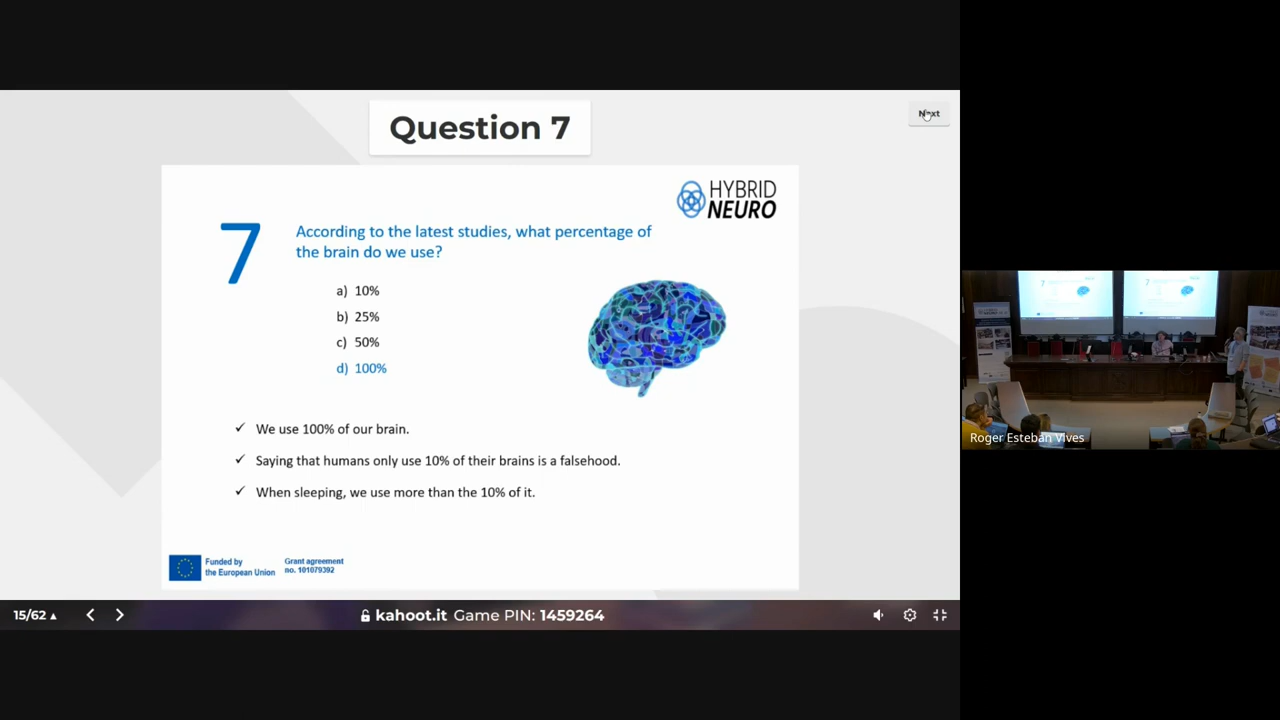 Question 7
Next
HYBRID
NEURO
7
According to the latest studies, what percentage of
the brain do we use?
a) 10%
b) 25%
c) 50%
d) 100%
✓ We use 100% of our brain.
✓ Saying that humans only use 10% of their brains is a falsehood.
✓ When sleeping, we use more than the 10% of it.
Funded by
the European Union
Grant agreement
no. 101079392
15/62
kahoot.it Game PIN: 1459264
Roger Esteban Vives